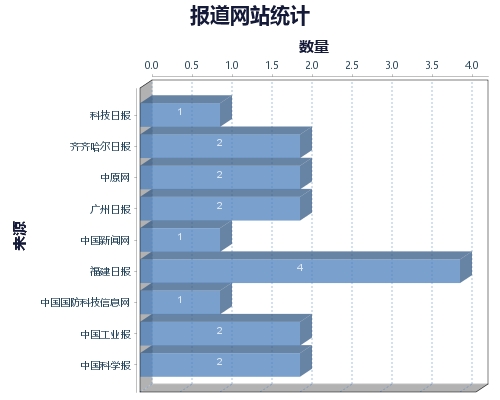 报道网站统计
数量
0.0 0.5 1.0 1.5 2.0 2.5 3.0 3.5 4.0
来源
科技日报 1
齐齐哈尔日报 2
中原网 2
广州日报 2
中国新闻网 1
福建日报 4
中国国防科技信息网 1
中国工业报 2
中国科学报 2